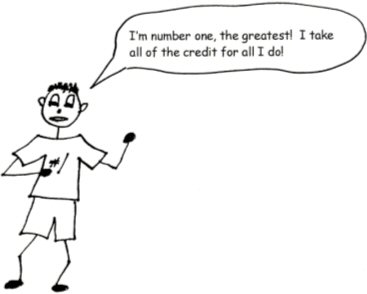 I'm number one, the greatest!  I take
all of the credit for all I do!
#1